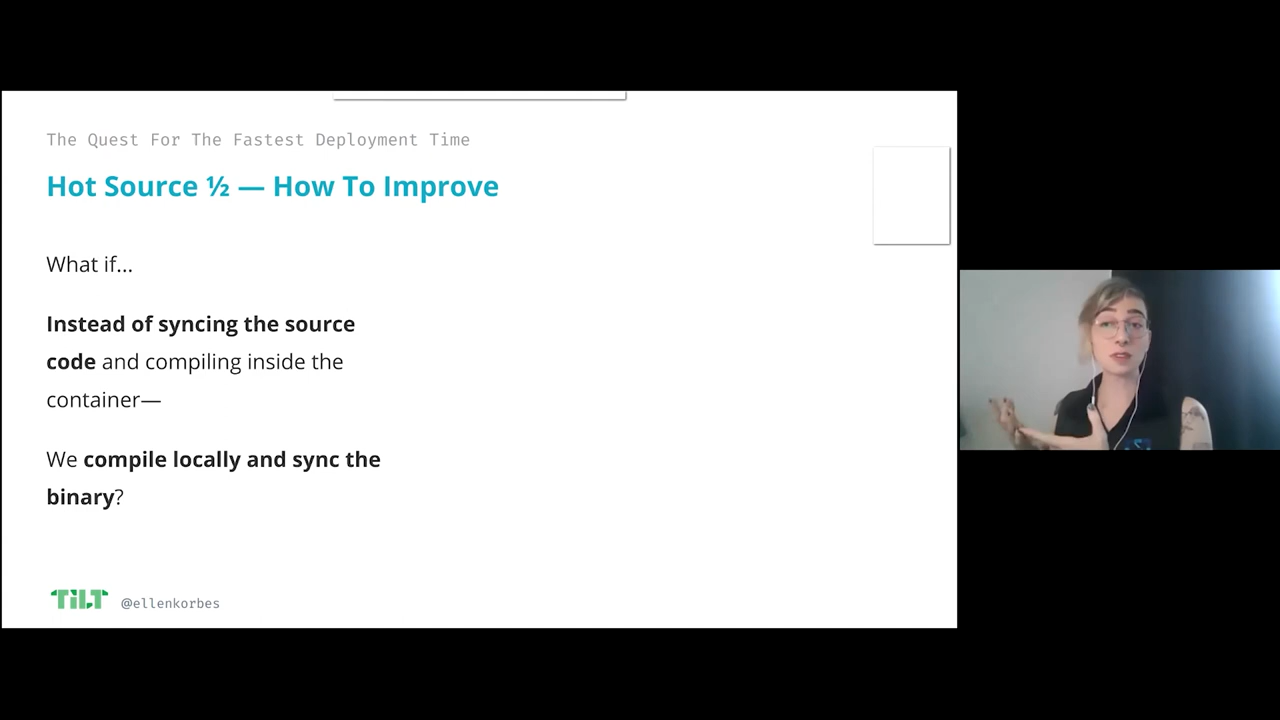 The Quest For The Fastest Deployment Time
Hot Source ½ — How To Improve
What if...
Instead of syncing the source
code and compiling inside the
container—
We compile locally and sync the
binary?
TILT @ellenkorbes